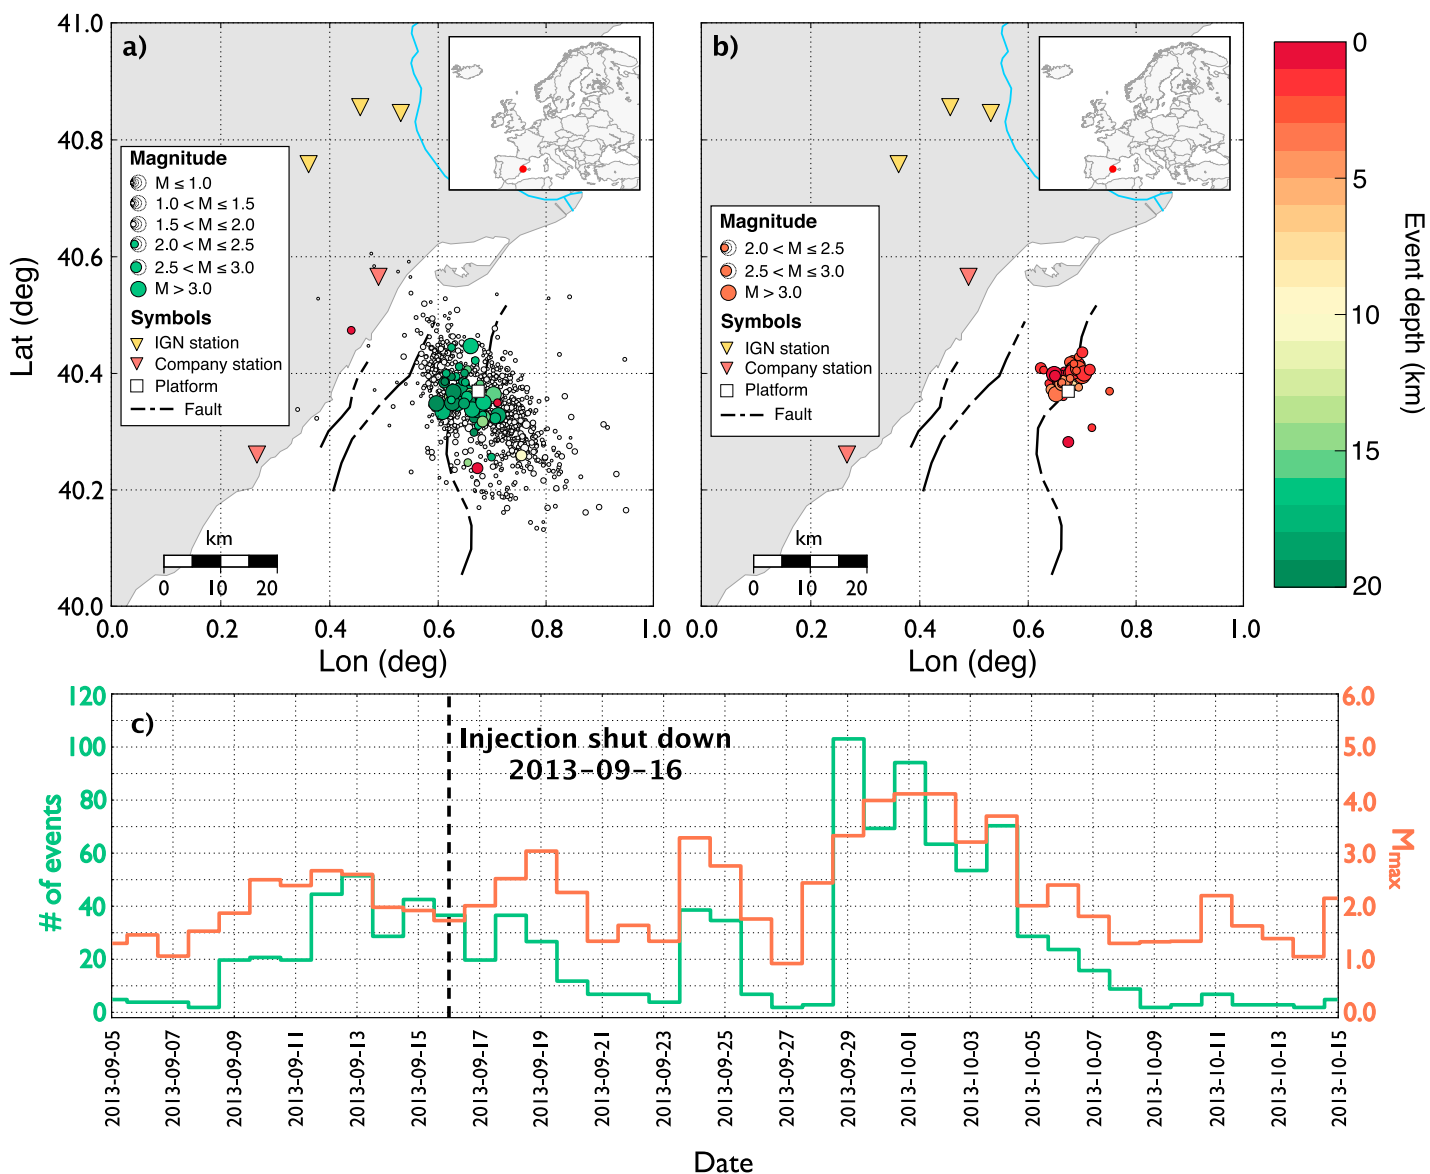 a)
41.0
40.8
40.6
40.4
40.2
40.0
Lat (deg)
Magnitude
M ≤ 1.0
1.0 < M ≤ 1.5
1.5 < M ≤ 2.0
2.0 < M ≤ 2.5
2.5 < M ≤ 3.0
M > 3.0
Symbols
IGN station
Company station
Platform
Fault
km
0 10 20
0.0 0.2 0.4 0.6 0.8 1.0
Lon (deg)
b)
Magnitude
2.0 < M ≤ 2.5
2.5 < M ≤ 3.0
M > 3.0
Symbols
IGN station
Company station
Platform
Fault
km
0 10 20
0.0 0.2 0.4 0.6 0.8 1.0
Lon (deg)
0
5
10
15
20
Event depth (km)
c)
120
100
80
60
40
20
0
# of events
Injection shut down
2013-09-16
6.0
5.0
4.0
3.0
2.0
1.0
0.0
Mmax
2013-09-05
2013-09-07
2013-09-09
2013-09-11
2013-09-13
2013-09-15
2013-09-17
2013-09-19
2013-09-21
2013-09-23
2013-09-25
2013-09-27
2013-09-29
2013-10-01
2013-10-03
2013-10-05
2013-10-07
2013-10-09
2013-10-11
2013-10-13
2013-10-15
Date